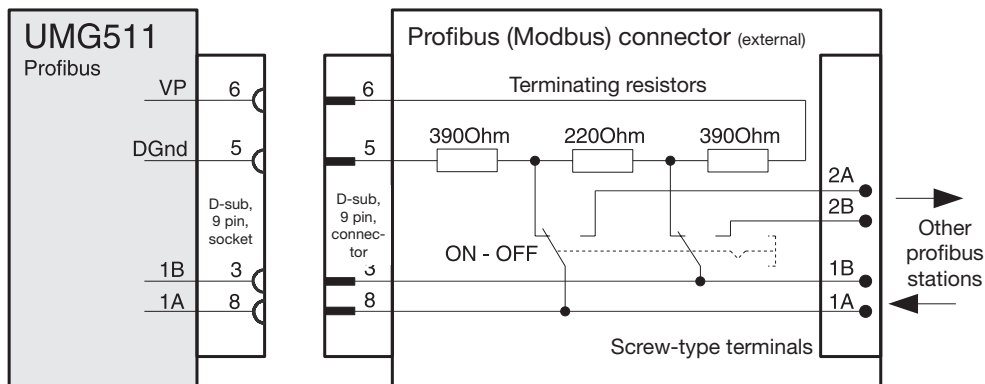 UMG511
Profibus
VP
6
DGnd
5
D-sub,
9 pin,
socket
1B
3
1A
8
Profibus (Modbus) connector (external)
6
Terminating resistors
390Ohm
220Ohm
390Ohm
5
D-sub,
9 pin,
connec-
tor
3
8
ON - OFF
2A
2B
1B
1A
Other
profibus
stations
Screw-type terminals